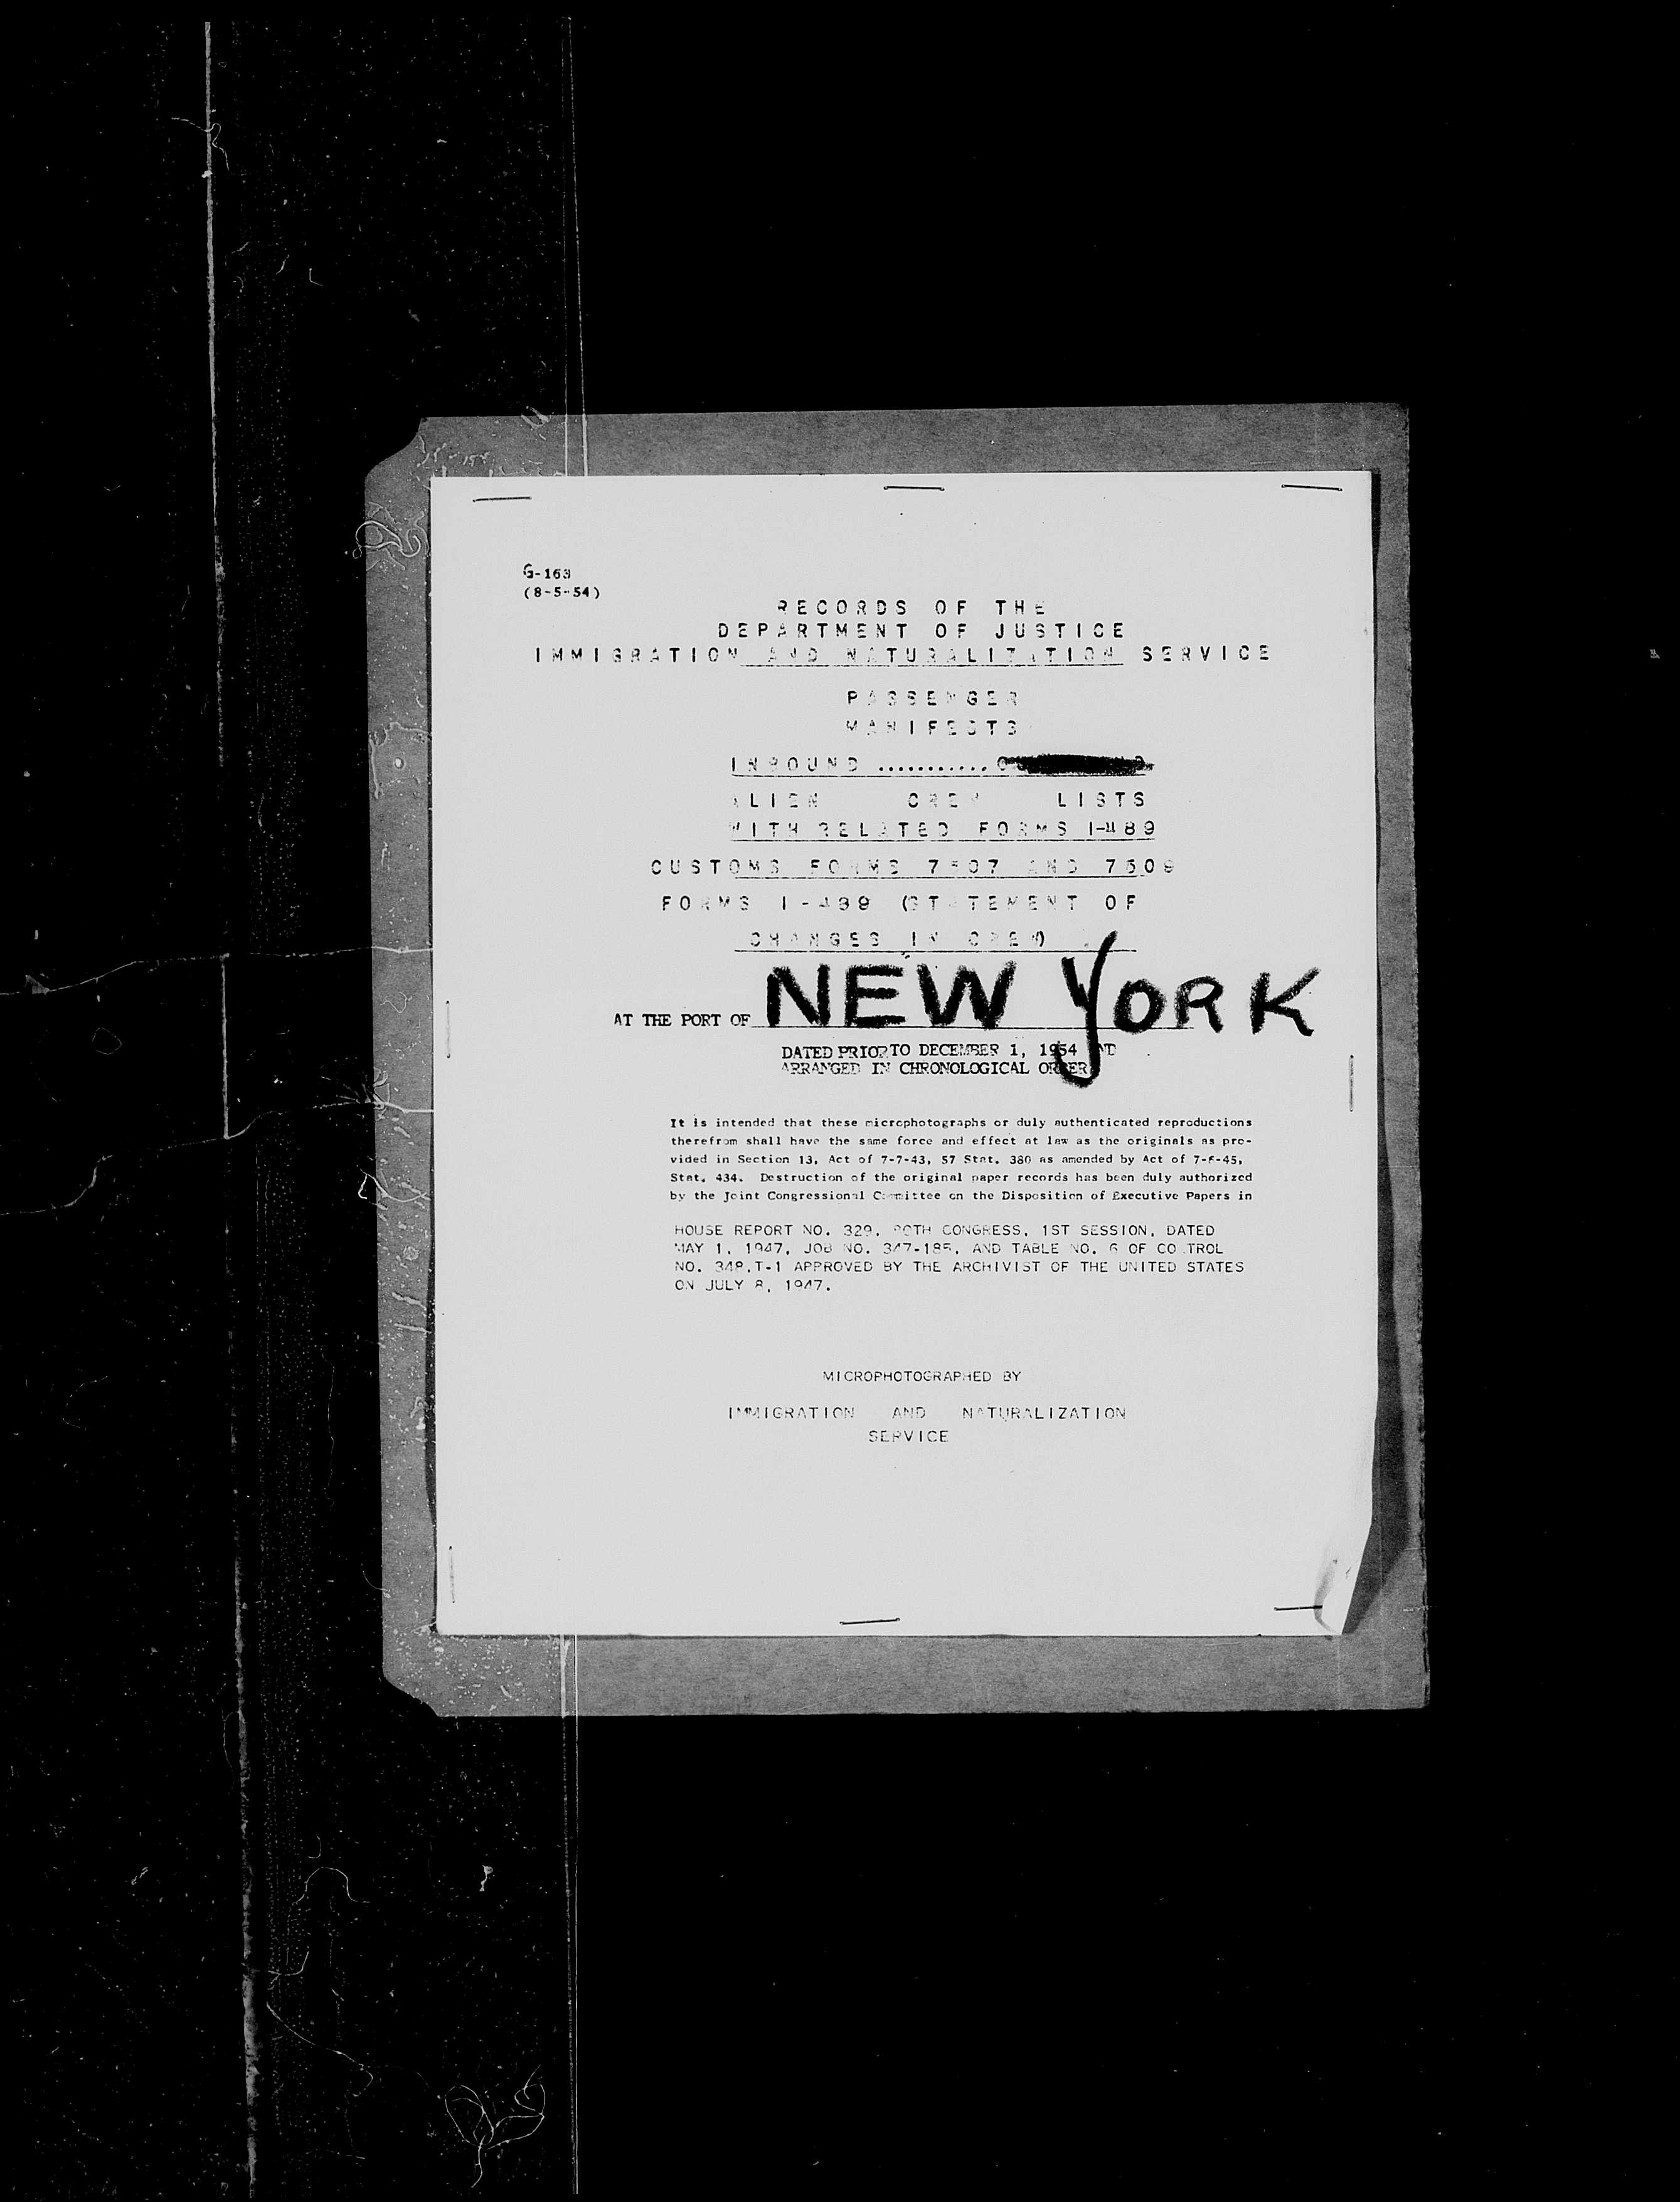 G-163
(8-5-54)
RECORDS OF THE
DEPARTMENT OF JUSTICE
IMMIGRATION AND NATURALIZATION SERVICE
PASSENGER
MANIFESTS
INBOUND ...........
ALIEN CREW LISTS
WITH RELATED FORMS I-489
CUSTOMS FORMS 7507 AND 7509
FORMS I-489 (STATEMENT OF
CHANGES IN CREW)
AT THE PORT OF NEW YORK
DATED PRIOR TO DECEMBER 1, 1954 AND
ARRANGED IN CHRONOLOGICAL ORDER
It is intended that these microphotographs or duly authenticated reproductions
therefrom shall have the same force and effect at law as the originals as pro-
vided in Section 13, Act of 7-7-43, 57 Stat. 380 as amended by Act of 7-6-45,
Stat. 434. Destruction of the original paper records has been duly authorized
by the Joint Congressional Committee on the Disposition of Executive Papers in
HOUSE REPORT NO. 329, 80TH CONGRESS, 1ST SESSION, DATED
MAY 1, 1947, JOB NO. 347-185, AND TABLE NO. 6 OF CONTROL
NO. 348,T-1 APPROVED BY THE ARCHIVIST OF THE UNITED STATES
ON JULY 8, 1947.
MICROPHOTOGRAPHED BY
IMMIGRATION AND NATURALIZATION
SERVICE